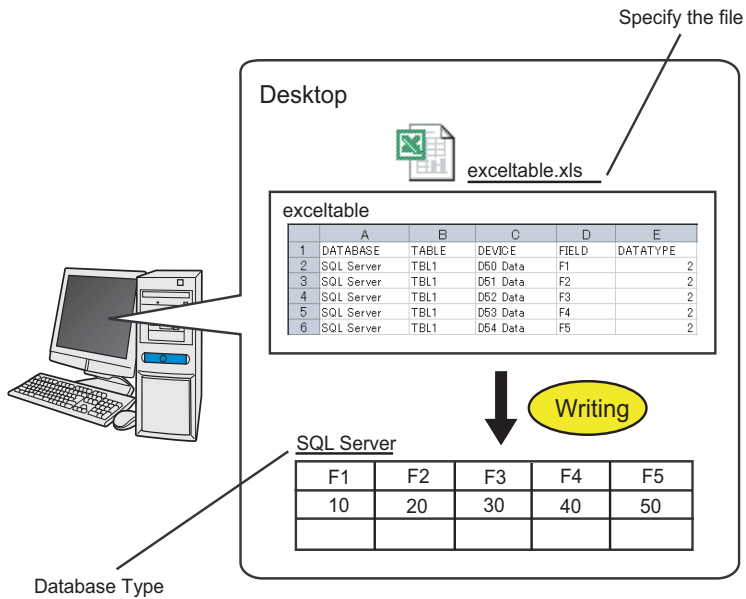 Specify the file
Desktop
exceltable.xls
exceltable
A B C D E
1 DATABASE TABLE DEVICE FIELD DATATYPE
2 SQL Server TBL1 D50 Data F1 2
3 SQL Server TBL1 D51 Data F2 2
4 SQL Server TBL1 D52 Data F3 2
5 SQL Server TBL1 D53 Data F4 2
6 SQL Server TBL1 D54 Data F5 2
Writing
SQL Server
F1 F2 F3 F4 F5
10 20 30 40 50
Database Type